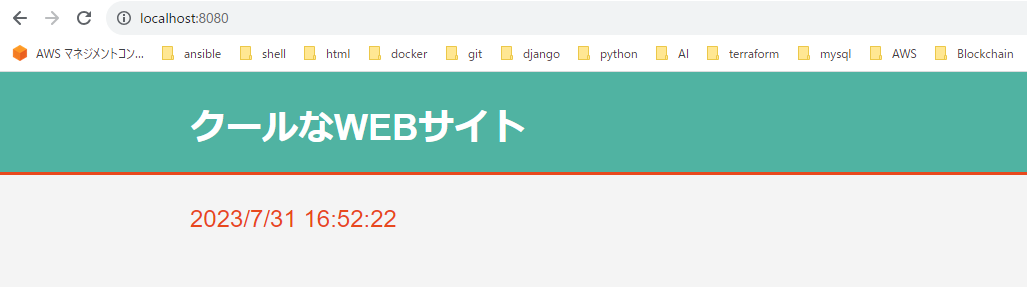 localhost:8080
AWS マネジメントコン... ansible shell html docker git django python AI terraform mysql AWS Blockchain
クールなWEBサイト
2023/7/31 16:52:22